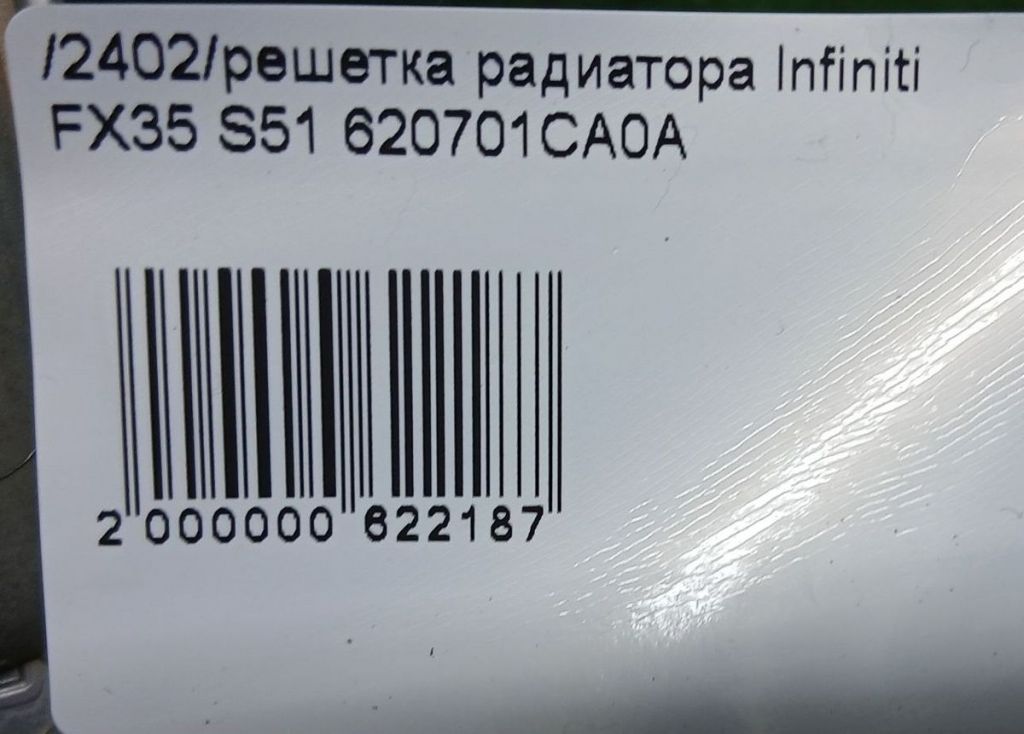 /2402/решетка радиатора Infiniti
FX35 S51 620701CA0A
2 000000 622187